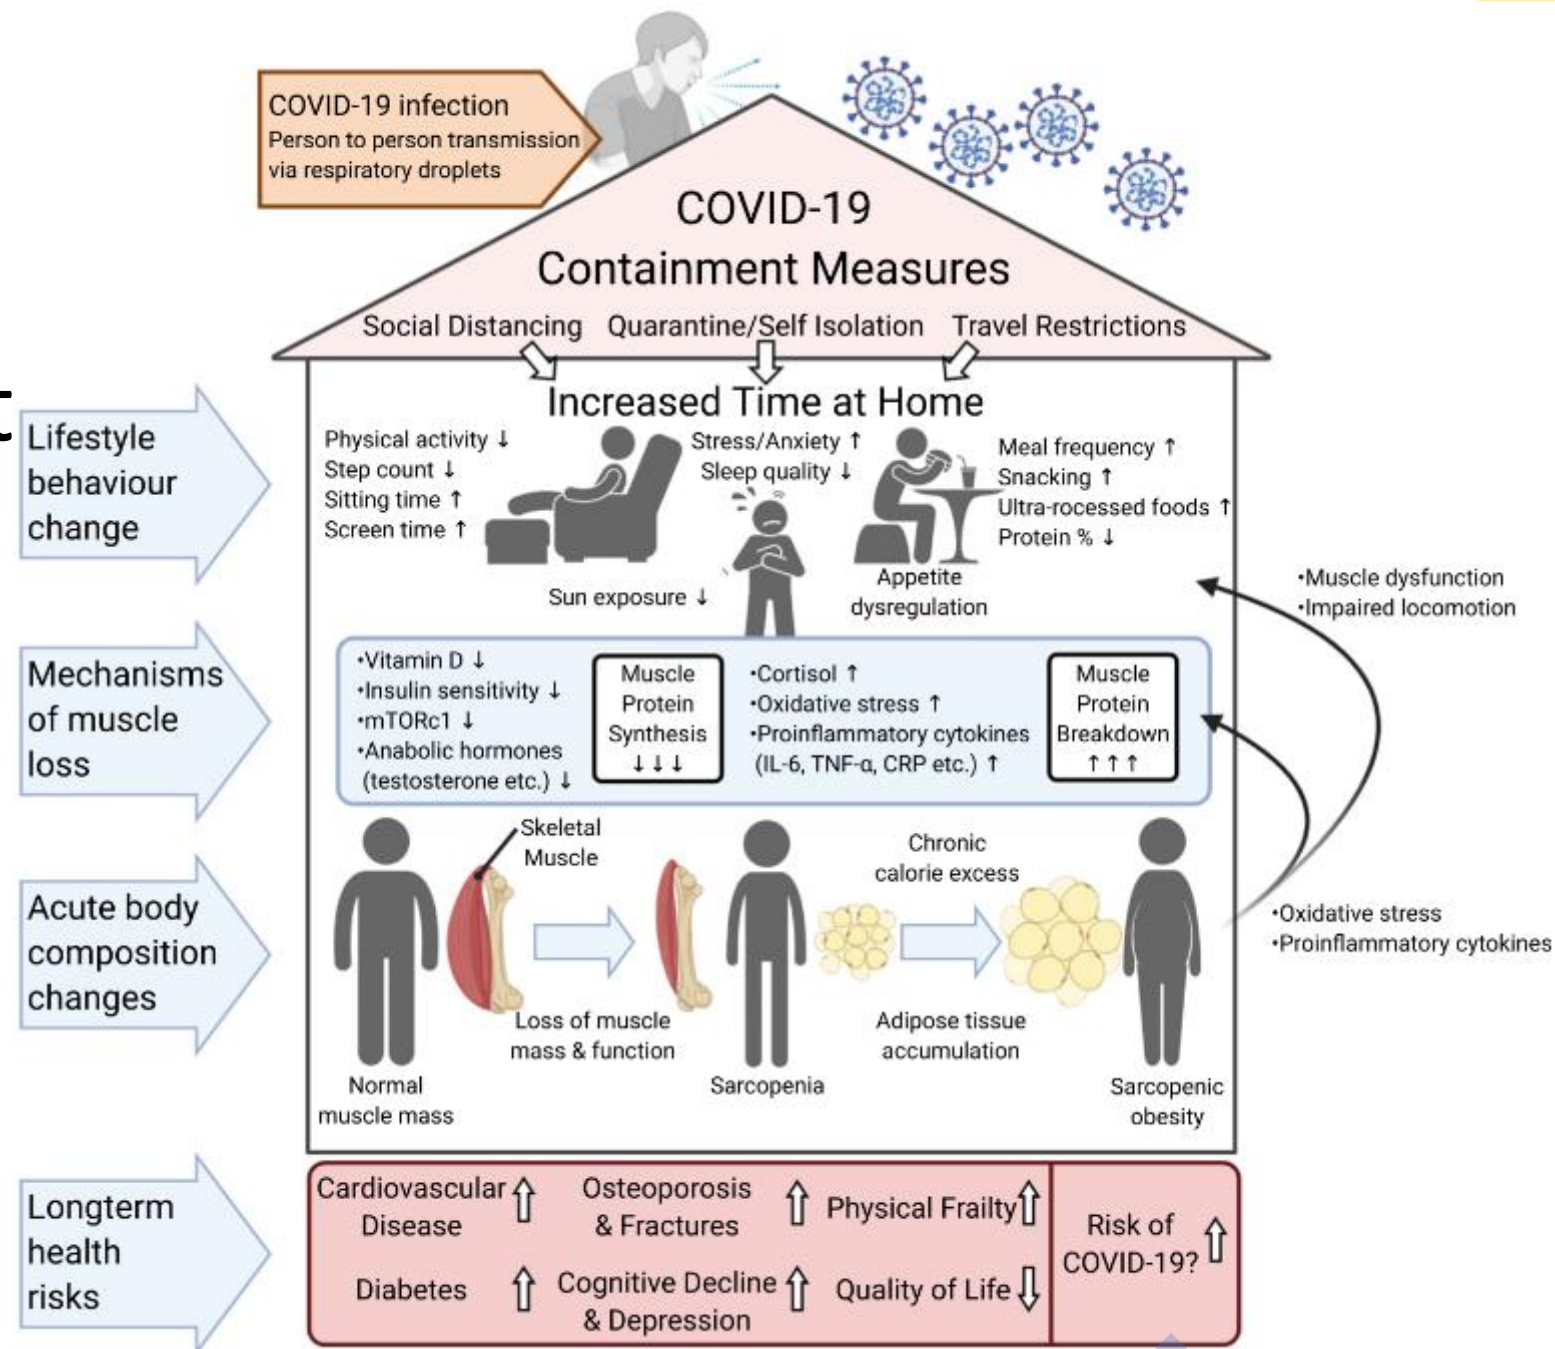 COVID-19 infection
Person to person transmission
via respiratory droplets
COVID-19
Containment Measures
Social Distancing
Quarantine/Self Isolation
Travel Restrictions
t
Lifestyle
behaviour
change
Increased Time at Home
Physical activity ↓
Step count ↓
Sitting time ↑
Screen time ↑
Stress/Anxiety ↑
Sleep quality ↓
Meal frequency ↑
Snacking ↑
Ultra-rocessed foods ↑
Protein % ↓
Sun exposure ↓
Appetite
dysregulation
•Muscle dysfunction
•Impaired locomotion
Mechanisms
of muscle
loss
•Vitamin D ↓
•Insulin sensitivity ↓
•mTORc1 ↓
•Anabolic hormones
(testosterone etc.) ↓
Muscle
Protein
Synthesis
↓↓↓
•Cortisol ↑
•Oxidative stress ↑
•Proinflammatory cytokines
(IL-6, TNF-α, CRP etc.) ↑
Muscle
Protein
Breakdown
↑↑↑
Acute body
composition
changes
Skeletal
Muscle
Chronic
calorie excess
•Oxidative stress
•Proinflammatory cytokines
Loss of muscle
mass & function
Adipose tissue
accumulation
Normal
muscle mass
Sarcopenia
Sarcopenic
obesity
Longterm
health
risks
Cardiovascular
Disease
Osteoporosis
& Fractures
Physical Frailty
Diabetes
Cognitive Decline
& Depression
Quality of Life
Risk of
COVID-19?